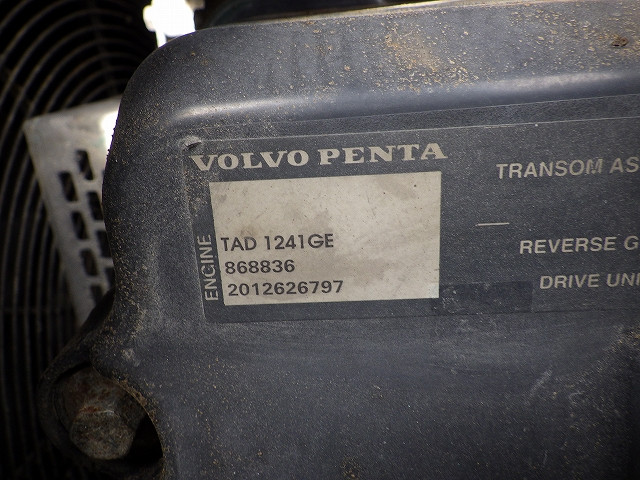 VOLVO PENTA
ENGINE
TAD 1241GE
868836
2012626797
TRANSOM AS
REVERSE G
DRIVE UNI